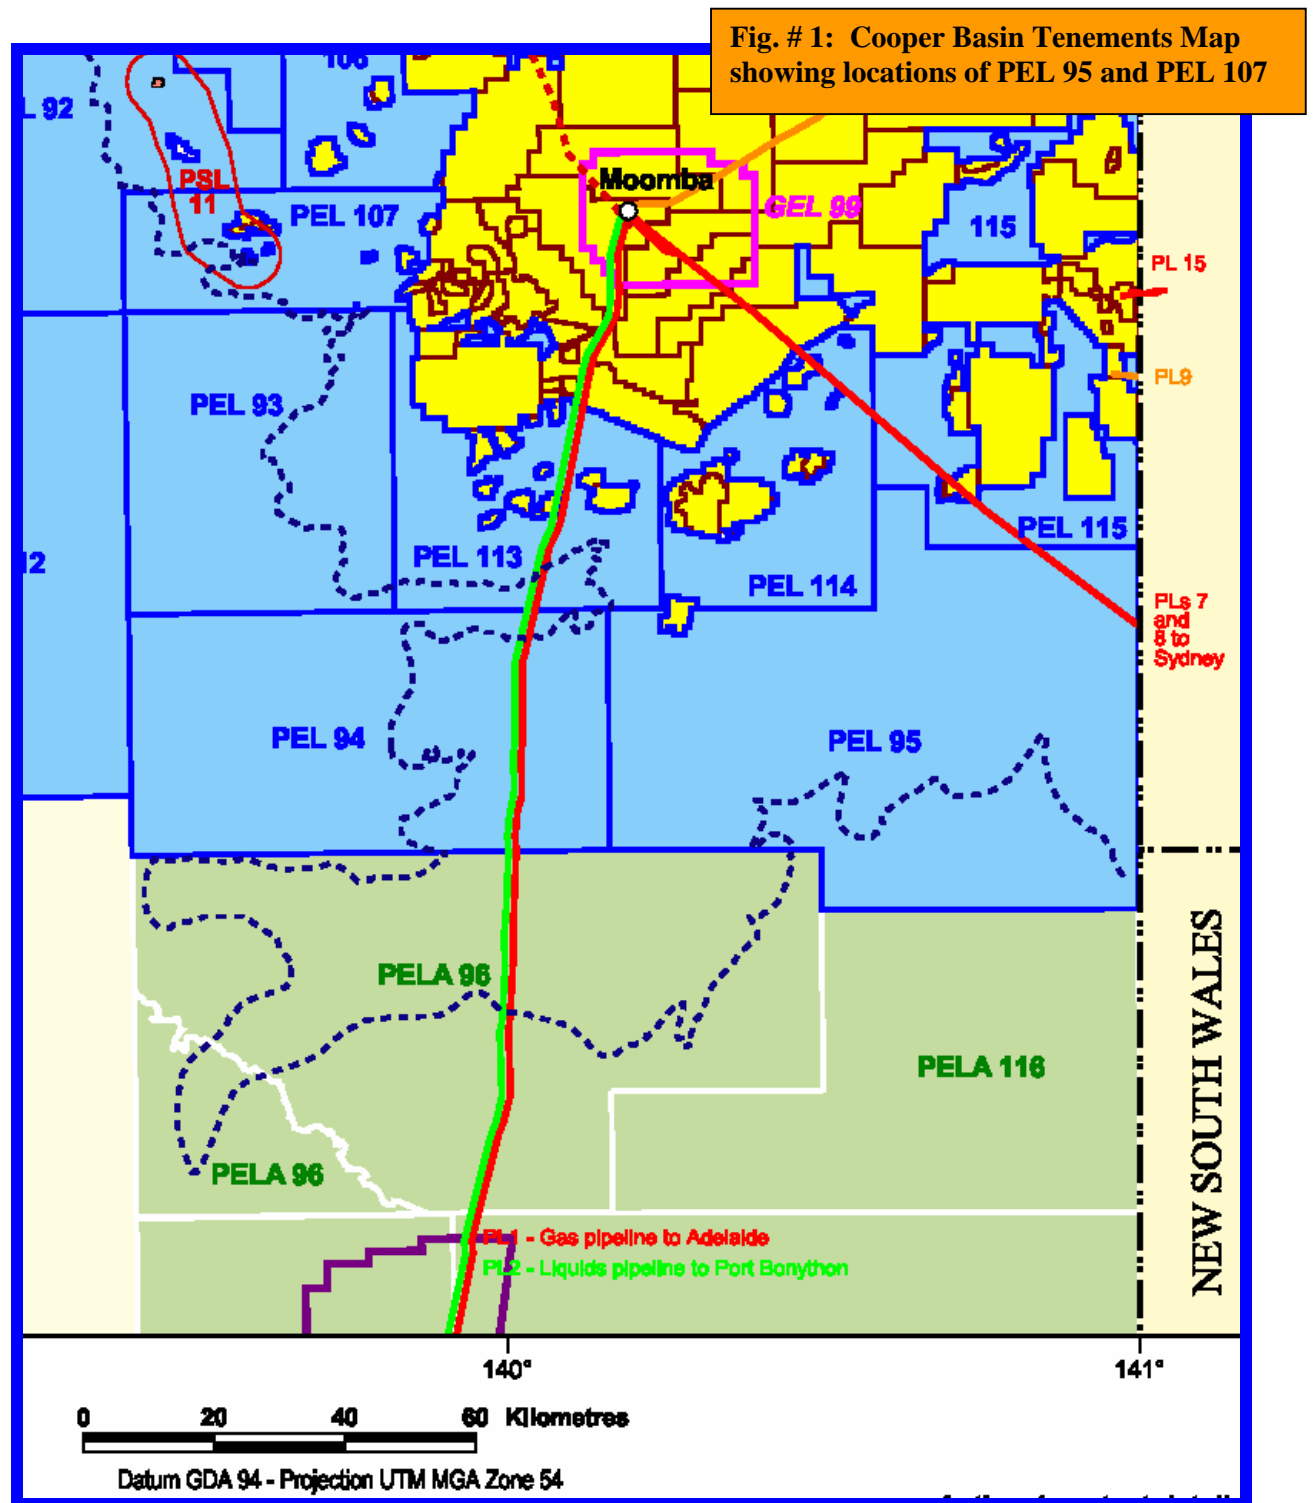 Fig. # 1: Cooper Basin Tenements Map
showing locations of PEL 95 and PEL 107
L 92
PSL
11
PEL 107
Moomba
GEL 99
115
PL 15
PL9
PEL 93
PEL 113
PEL 114
PEL 115
12
PLs 7
and
8 to
Sydney
PEL 94
PEL 95
PELA 96
PELA 116
PELA 96
NEW SOUTH WALES
PL1 - Gas pipeline to Adelaide
PL2 - Liquids pipeline to Port Bonython
140°
141°
0 20 40 60 Kilometres
Datum GDA 94 - Projection UTM MGA Zone 54